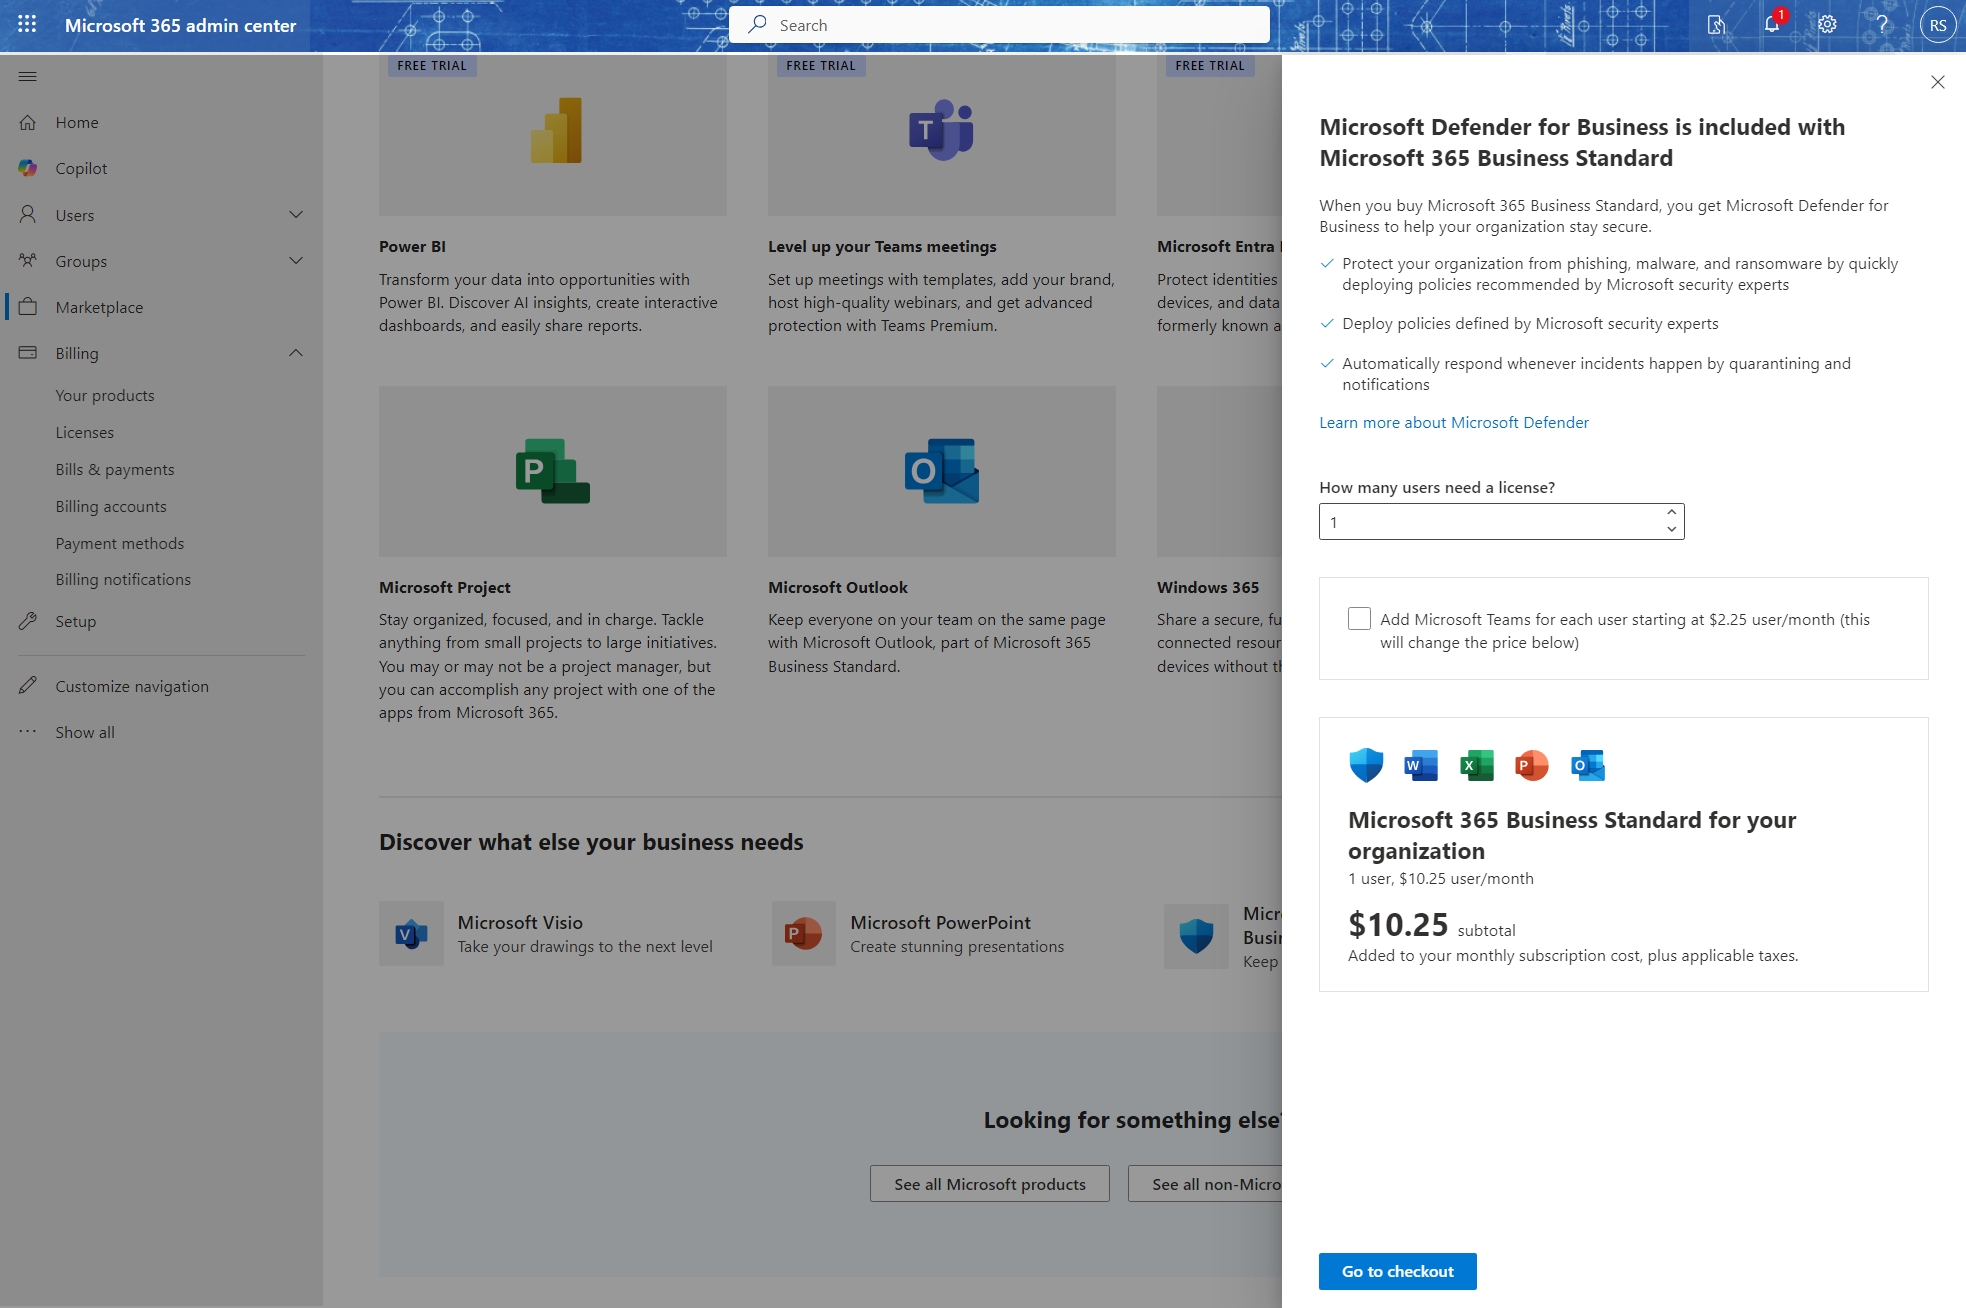 Microsoft 365 admin center
Search
1
RS
Home
Copilot
Users
Groups
Marketplace
Billing
Your products
Licenses
Bills & payments
Billing accounts
Payment methods
Billing notifications
Setup
Customize navigation
Show all
FREE TRIAL
FREE TRIAL
FREE TRIAL
T
Power BI
Transform your data into opportunities with
Power BI. Discover AI insights, create interactive
dashboards, and easily share reports.
Level up your Teams meetings
Set up meetings with templates, add your brand,
host high-quality webinars, and get advanced
protection with Teams Premium.
Microsoft Entra
Protect identities
devices, and data
formerly known a
P
O
Microsoft Project
Stay organized, focused, and in charge. Tackle
anything from small projects to large initiatives.
You may or may not be a project manager, but
you can accomplish any project with one of the
apps from Microsoft 365.
Microsoft Outlook
Keep everyone on your team on the same page
with Microsoft Outlook, part of Microsoft 365
Business Standard.
Windows 365
Share a secure, fu
connected resour
devices without th
Discover what else your business needs
V
Microsoft Visio
Take your drawings to the next level
P
Microsoft PowerPoint
Create stunning presentations
Micr
Busin
Keep
Looking for something else?
See all Microsoft products
See all non-Micro
Microsoft Defender for Business is included with
Microsoft 365 Business Standard
When you buy Microsoft 365 Business Standard, you get Microsoft Defender for
Business to help your organization stay secure.
Protect your organization from phishing, malware, and ransomware by quickly
deploying policies recommended by Microsoft security experts
Deploy policies defined by Microsoft security experts
Automatically respond whenever incidents happen by quarantining and
notifications
Learn more about Microsoft Defender
How many users need a license?
1
Add Microsoft Teams for each user starting at $2.25 user/month (this
will change the price below)
W X P O
Microsoft 365 Business Standard for your
organization
1 user, $10.25 user/month
$10.25 subtotal
Added to your monthly subscription cost, plus applicable taxes.
Go to checkout